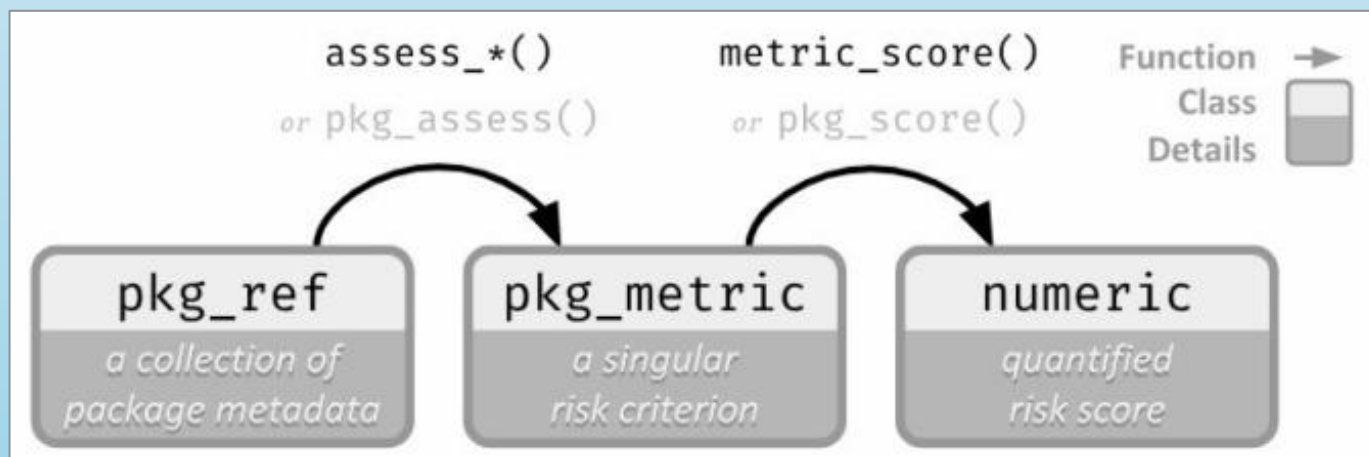 assess_*()
or pkg_assess()
metric_score()
or pkg_score()
Function
Class
Details
pkg_ref
a collection of
package metadata
pkg_metric
a singular
risk criterion
numeric
quantified
risk score